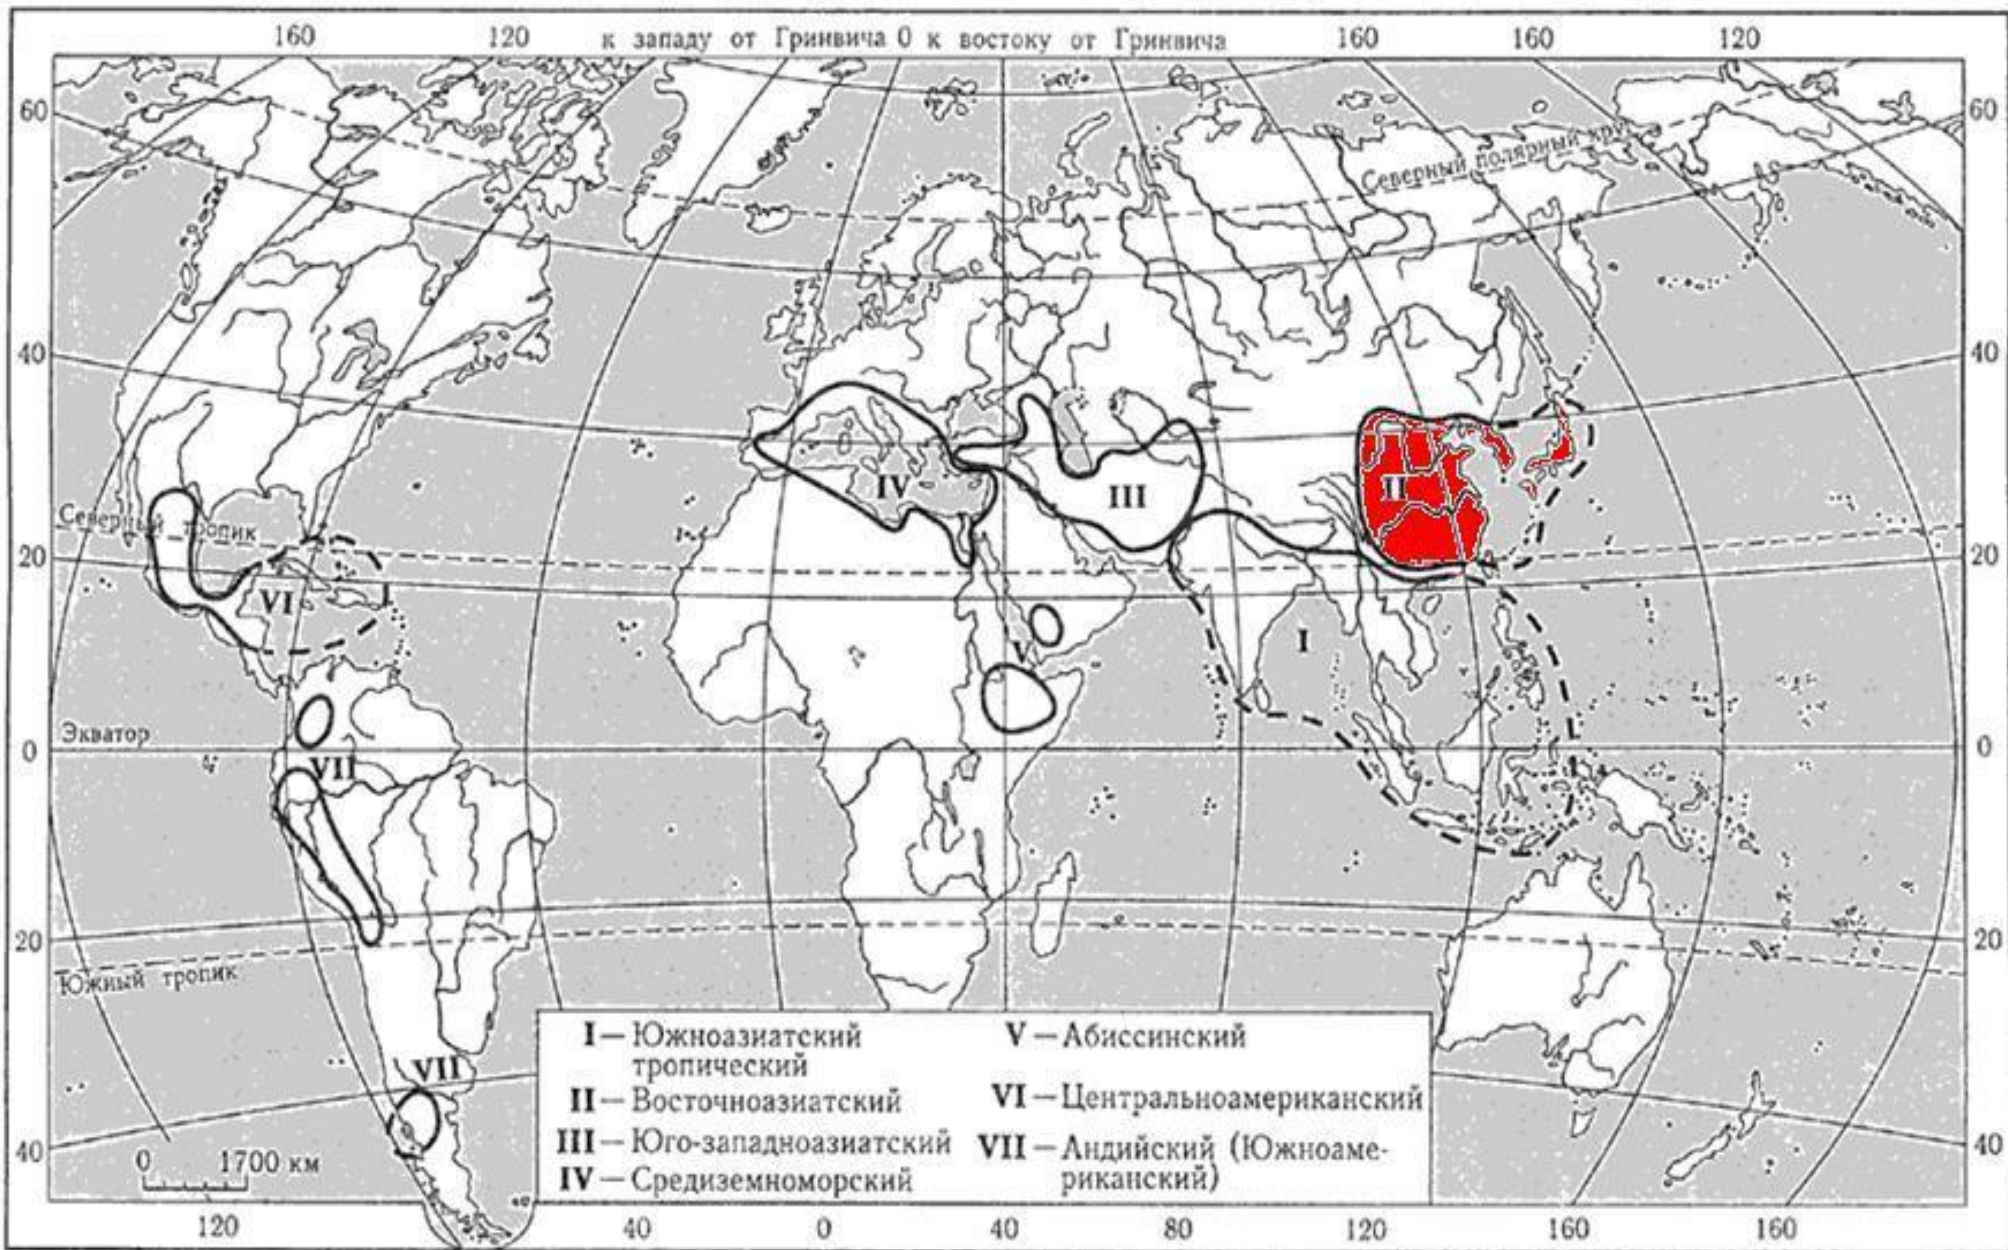 160 120 к западу от Гринвича 0 к востоку от Гринвича 160 160 120
60 60
Северный полярный круг
40 40
IV III II
Северный тропик
20 20
VI
I
V
Экватор
0 0
VII
20 20
Южный тропик
VII
I — Южноазиатский
тропический
II — Восточноазиатский
III — Юго-западноазиатский
IV — Средиземноморский
V — Абиссинский
VI — Центральноамериканский
VII — Андийский (Южноаме-
риканский)
40 40
0 1700 км
120 40 0 40 80 120 160 160